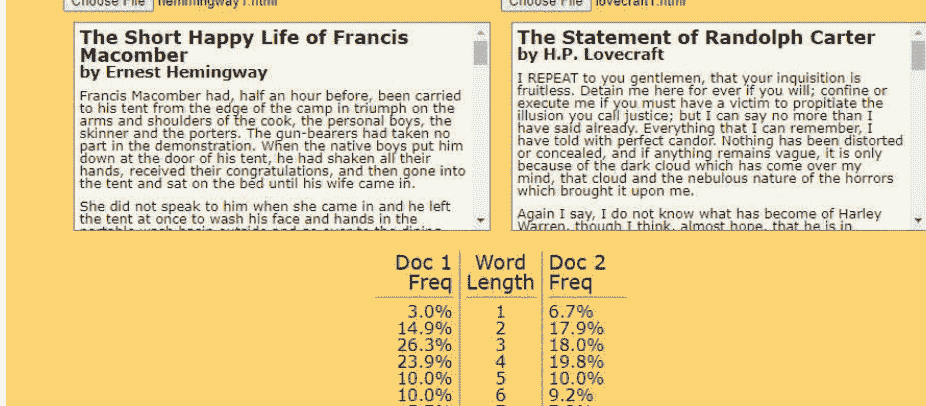 Choose File hemmingway1.html
Choose File lovecraft1.html
The Short Happy Life of Francis
Macomber
by Ernest Hemingway
Francis Macomber had, half an hour before, been carried
to his tent from the edge of the camp in triumph on the
arms and shoulders of the cook, the personal boys, the
skinner and the porters. The gun-bearers had taken no
part in the demonstration. When the native boys put him
down at the door of his tent, he had shaken all their
hands, received their congratulations, and then gone into
the tent and sat on the bed until his wife came in.
She did not speak to him when she came in and he left
the tent at once to wash his face and hands in the
portable wash basin outside and go over to the dining
The Statement of Randolph Carter
by H.P. Lovecraft
I REPEAT to you gentlemen, that your inquisition is
fruitless. Detain me here for ever if you will; confine or
execute me if you must have a victim to propitiate the
illusion you call justice; but I can say no more than I
have said already. Everything that I can remember, I
have told with perfect candor. Nothing has been distorted
or concealed, and if anything remains vague, it is only
because of the dark cloud which has come over my
mind, that cloud and the nebulous nature of the horrors
which brought it upon me.
Again I say, I do not know what has become of Harley
Warren, though I think, almost hope, that he is in
Doc 1 Word Doc 2
Freq Length Freq
3.0% 1 6.7%
14.9% 2 17.9%
26.3% 3 18.0%
23.9% 4 19.8%
10.0% 5 10.0%
10.0% 6 9.2%